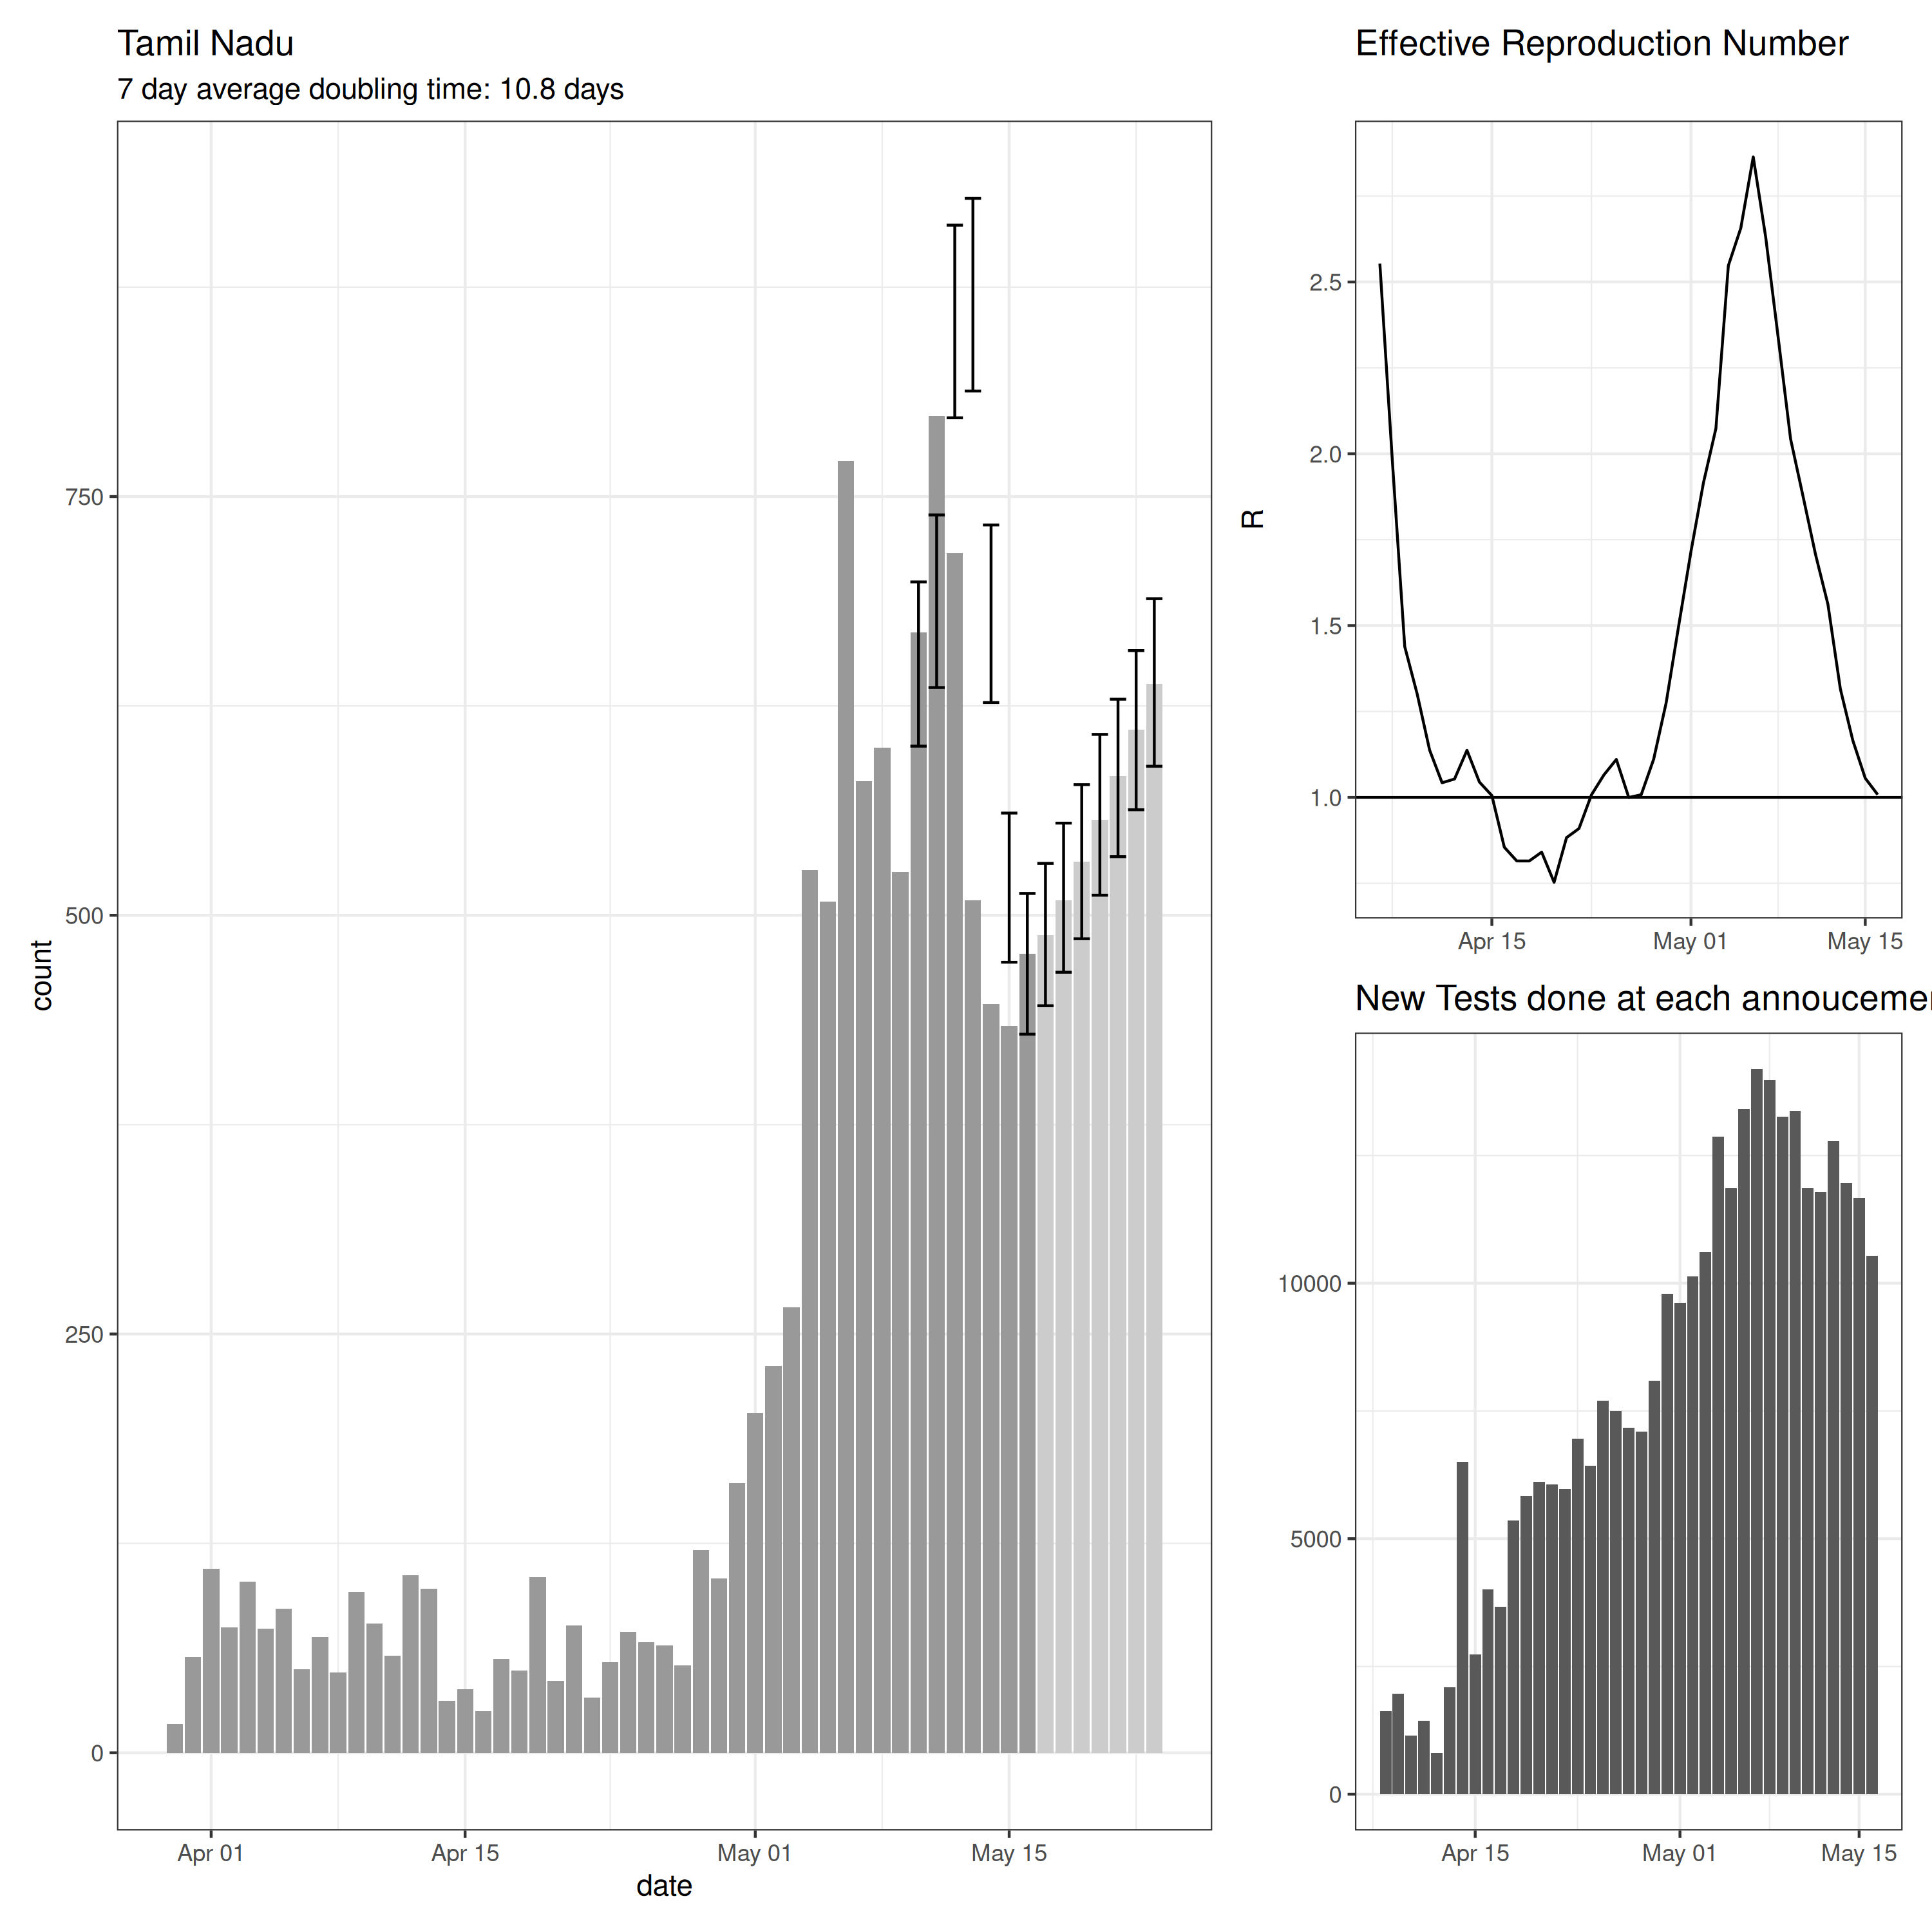 Tamil Nadu
7 day average doubling time: 10.8 days
count
750
500
250
0
Apr 01
Apr 15
May 01
May 15
date
Effective Reproduction Number
R
2.5
2.0
1.5
1.0
Apr 15
May 01
May 15
New Tests done at each annoucemen
10000
5000
0
Apr 15
May 01
May 15